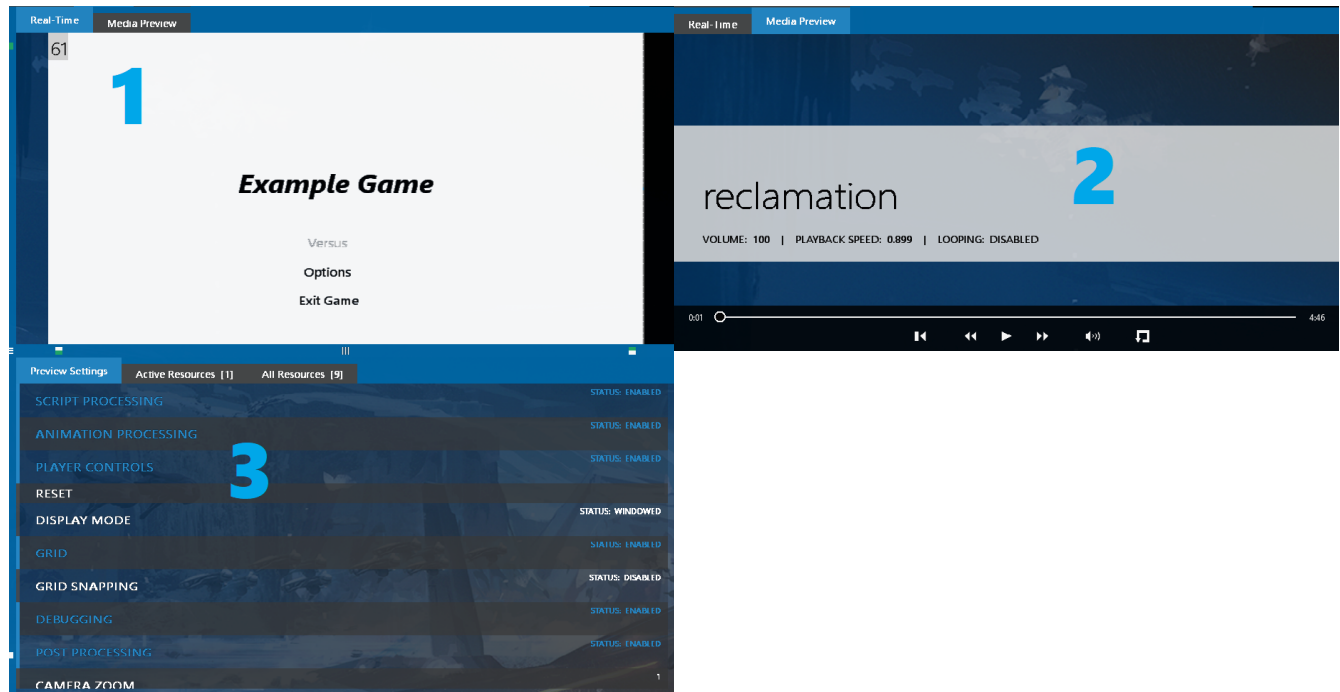 Real-Time Media Preview
61
1
Example Game
Versus
Options
Exit Game
Real-Time Media Preview
2
reclamation
VOLUME: 100 | PLAYBACK SPEED: 0.899 | LOOPING: DISABLED
0:01 4:46
Preview Settings Active Resources [1] All Resources [9]
SCRIPT PROCESSING STATUS: ENABLED
ANIMATION PROCESSING STATUS: ENABLED
3
PLAYER CONTROLS STATUS: ENABLED
RESET
DISPLAY MODE STATUS: WINDOWED
GRID STATUS: ENABLED
GRID SNAPPING STATUS: DISABLED
DEBUGGING STATUS: ENABLED
POST PROCESSING STATUS: ENABLED
CAMERA ZOOM 1